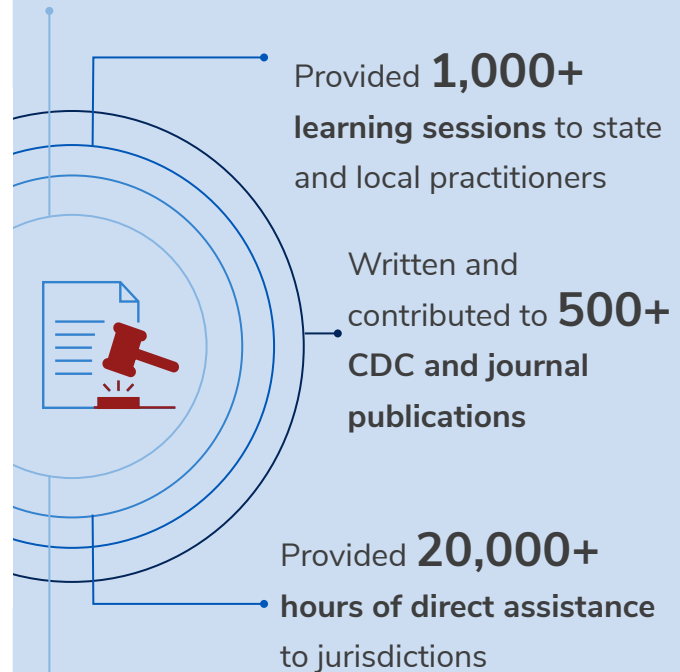 Provided 1,000+
learning sessions to state
and local practitioners
Written and
contributed to 500+
CDC and journal
publications
Provided 20,000+
hours of direct assistance
to jurisdictions